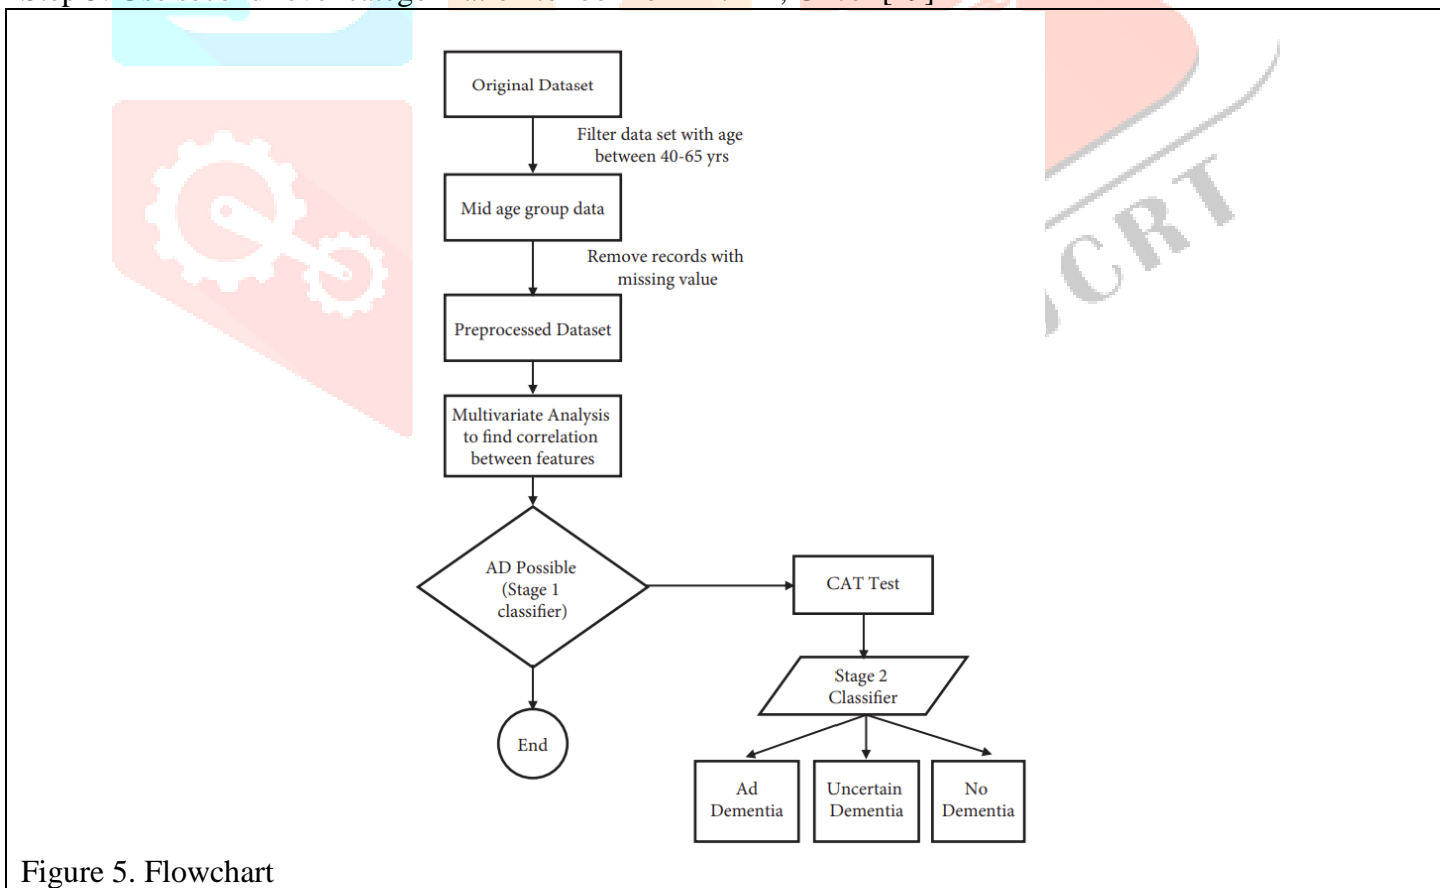 Original Dataset
Filter data set with age
between 40-65 yrs
Mid age group data
Remove records with
missing value
Preprocessed Dataset
Multivariate Analysis
to find correlation
between features
AD Possible
(Stage 1
classifier)
CAT Test
Stage 2
Classifier
End
Ad
Dementia
Uncertain
Dementia
No
Dementia
Figure 5. Flowchart